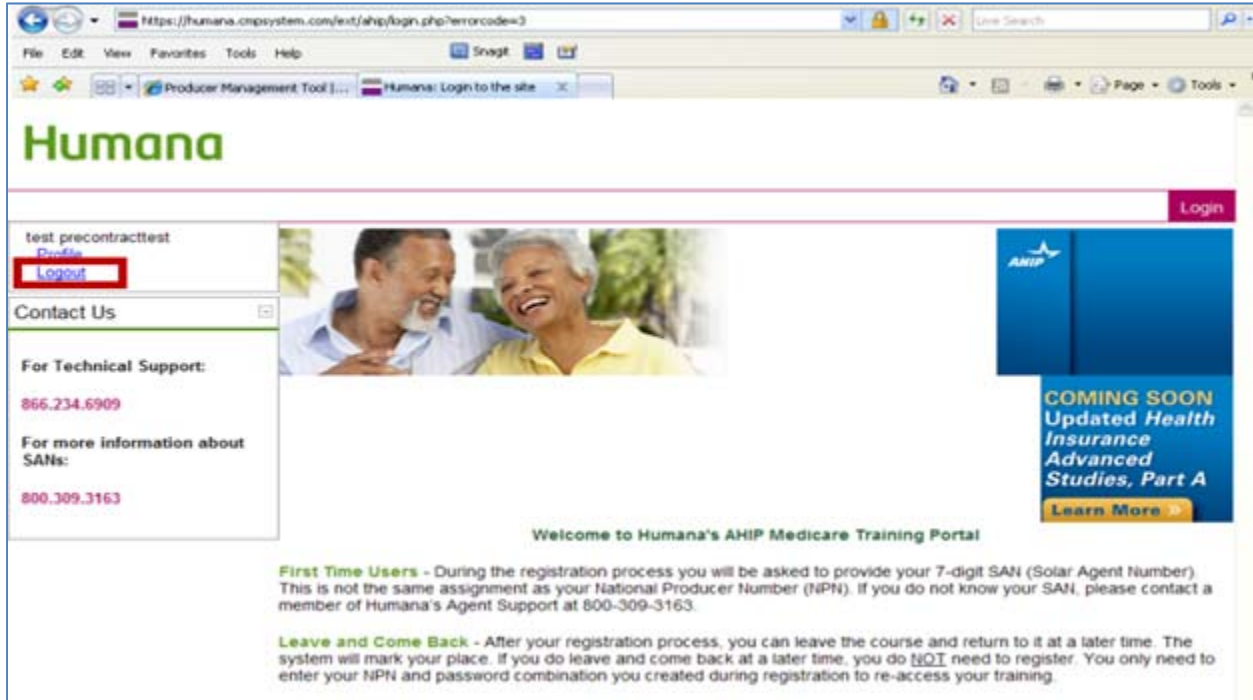 https://humana.cmpsystem.com/ext/ahip/login.php?errorcode=3
Live Search
File Edit View Favorites Tools Help
SnagIt
Producer Management Tool |...
Humana: Login to the site
Page
Tools
Humana
Login
test precontracttest
Profile
Logout
Contact Us
For Technical Support:
866.234.6909
For more information about
SANs:
800.309.3163
AHIP
COMING SOON
Updated Health
Insurance
Advanced
Studies, Part A
Learn More »
Welcome to Humana's AHIP Medicare Training Portal
First Time Users - During the registration process you will be asked to provide your 7-digit SAN (Solar Agent Number).
This is not the same assignment as your National Producer Number (NPN). If you do not know your SAN, please contact a
member of Humana's Agent Support at 800-309-3163.
Leave and Come Back - After your registration process, you can leave the course and return to it at a later time. The
system will mark your place. If you do leave and come back at a later time, you do NOT need to register. You only need to
enter your NPN and password combination you created during registration to re-access your training.